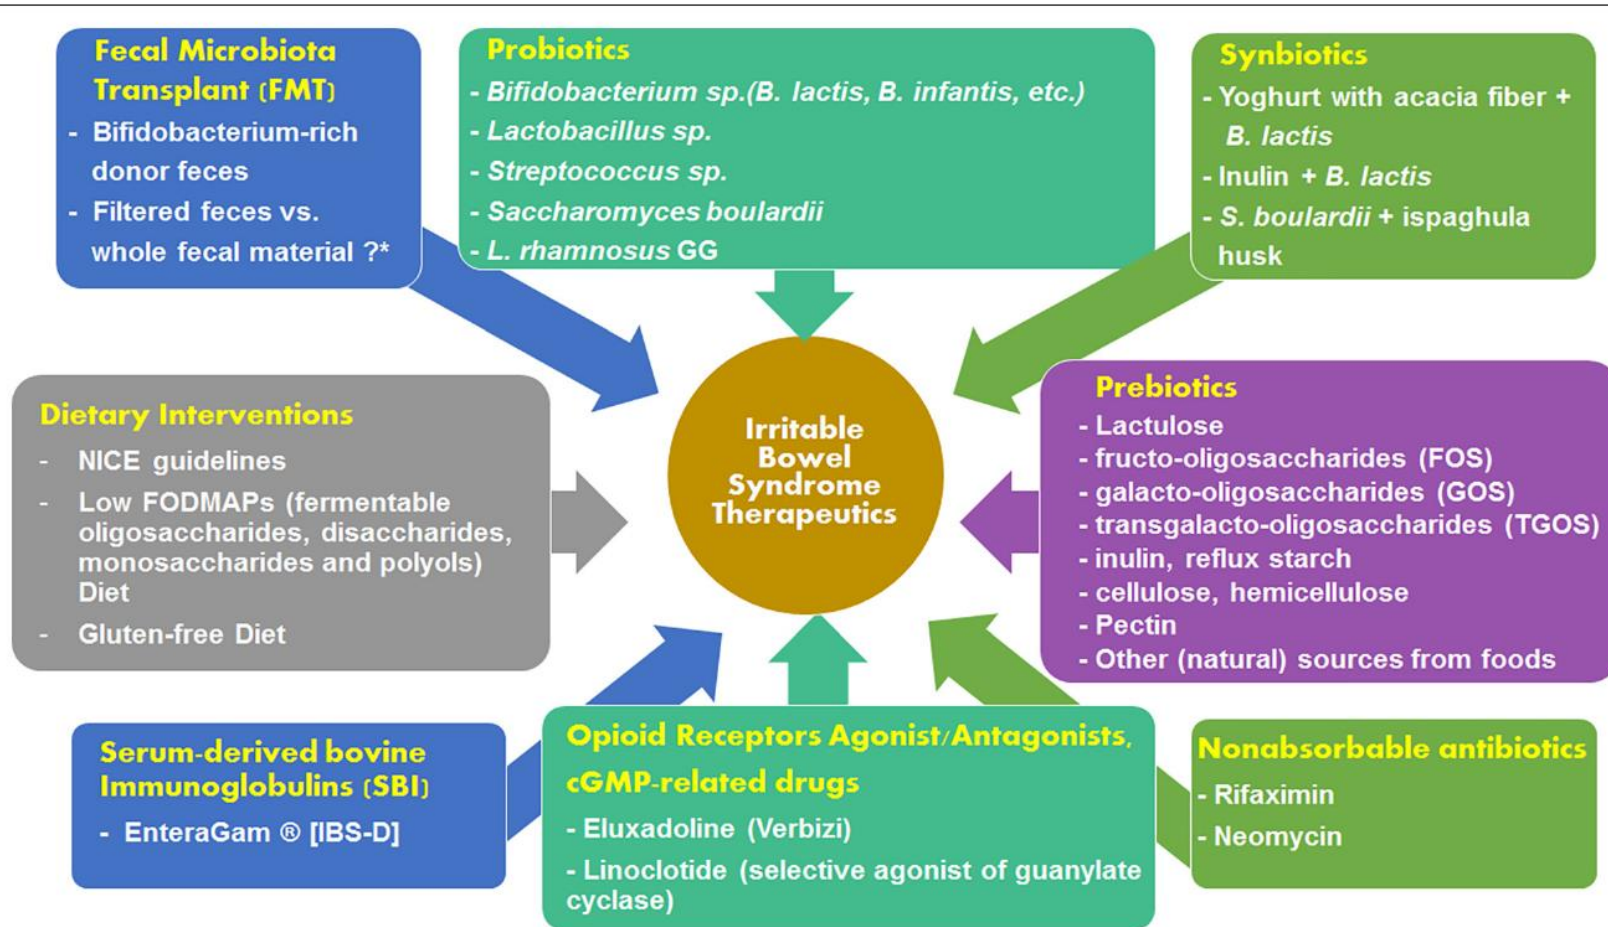 Fecal Microbiota
Transplant (FMT)
- Bifidobacterium-rich
donor feces
- Filtered feces vs.
whole fecal material ?*
Probiotics
- Bifidobacterium sp.(B. lactis, B. infantis, etc.)
- Lactobacillus sp.
- Streptococcus sp.
- Saccharomyces boulardii
- L. rhamnosus GG
Synbiotics
- Yoghurt with acacia fiber +
B. lactis
- Inulin + B. lactis
- S. boulardii + ispaghula
husk
Dietary Interventions
- NICE guidelines
- Low FODMAPs (fermentable
oligosaccharides, disaccharides,
monosaccharides and polyols)
Diet
- Gluten-free Diet
Irritable
Bowel
Syndrome
Therapeutics
Prebiotics
- Lactulose
- fructo-oligosaccharides (FOS)
- galacto-oligosaccharides (GOS)
- transgalacto-oligosaccharides (TGOS)
- inulin, reflux starch
- cellulose, hemicellulose
- Pectin
- Other (natural) sources from foods
Serum-derived bovine
Immunoglobulins (SBI)
- EnteraGam ® [IBS-D]
Opioid Receptors Agonist/Antagonists,
cGMP-related drugs
- Eluxadoline (Verbizi)
- Linoclotide (selective agonist of guanylate
cyclase)
Nonabsorbable antibiotics
- Rifaximin
- Neomycin